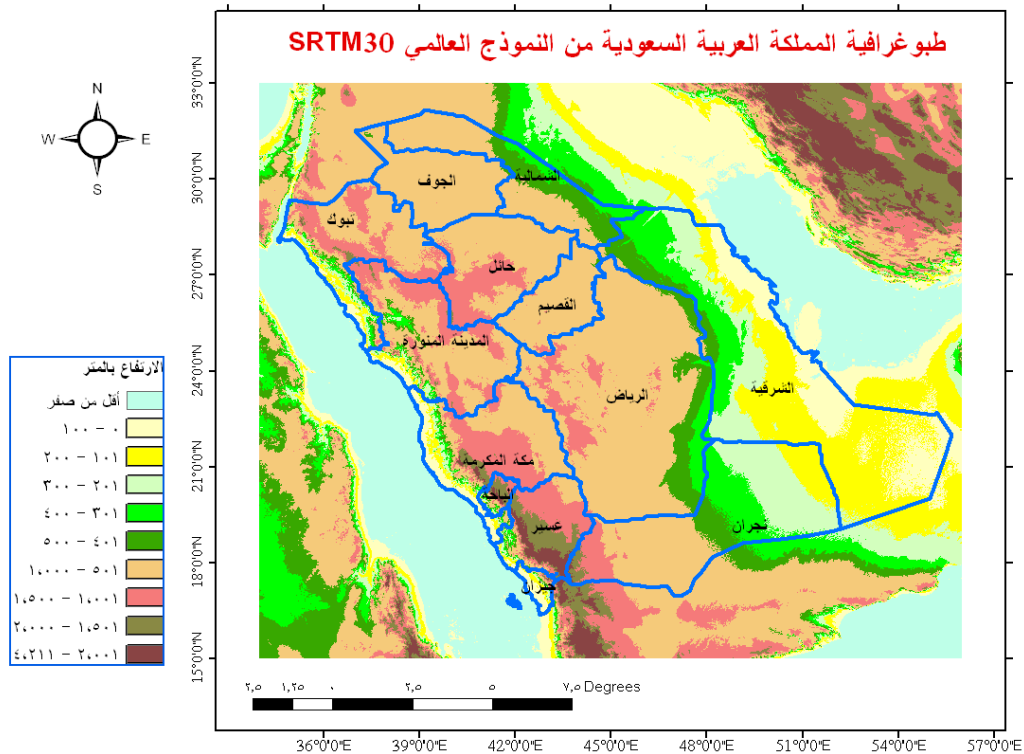 طبوغرافية المملكة العربية السعودية من النموذج العالمي SRTM30
N
W E
S
33°0'0"N
30°0'0"N
27°0'0"N
24°0'0"N
21°0'0"N
18°0'0"N
15°0'0"N
الشمالية
الجوف
تبوك
حائل
القصيم
المدينة المنورة
الرياض
الشرقية
مكة المكرمة
الباحة
عسير
نجران
جيزان
الارتفاع بالمتر
أقل من صفر
٠ - ١٠٠
١٠١ - ٢٠٠
٢٠١ - ٣٠٠
٣٠١ - ٤٠٠
٤٠١ - ٥٠٠
٥٠١ - ١،٠٠٠
١،٠٠١ - ١،٥٠٠
١،٥٠١ - ٢،٠٠٠
٢،٠٠١ - ٤،٢١١
٢,٥ ١,٢٥ ٠ ٢,٥ ٥ ٧,٥ Degrees
36°0'0"E 39°0'0"E 42°0'0"E 45°0'0"E 48°0'0"E 51°0'0"E 54°0'0"E 57°0'0"E